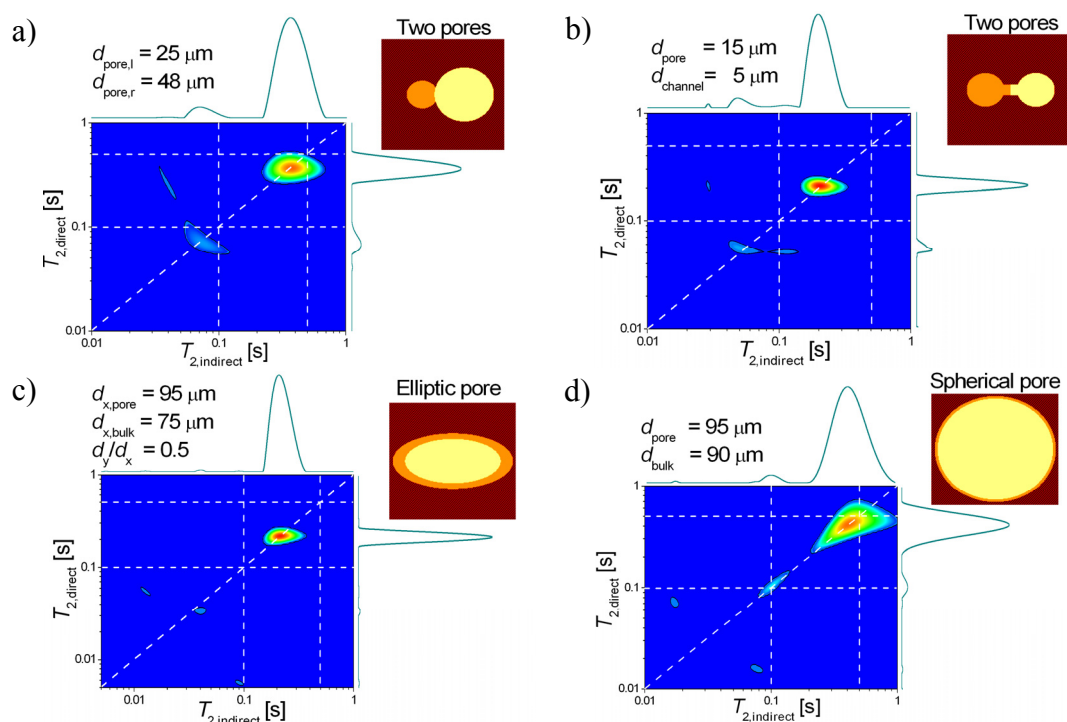 a)
Two pores
d_pore,l = 25 μm
d_pore,r = 48 μm
1
T_2,direct [s]
0.1
0.01
0.01 0.1 1
T_2,indirect [s]
b)
Two pores
d_pore = 15 μm
d_channel = 5 μm
1
T_2,direct [s]
0.1
0.01
0.01 0.1 1
T_2,indirect [s]
c)
Elliptic pore
d_x,pore = 95 μm
d_x,bulk = 75 μm
d_y/d_x = 0.5
1
T_2,direct [s]
0.1
0.01
0.01 0.1 1
T_2,indirect [s]
d)
Spherical pore
d_pore = 95 μm
d_bulk = 90 μm
1
T_2,direct [s]
0.1
0.01
0.01 0.1 1
T_2,indirect [s]